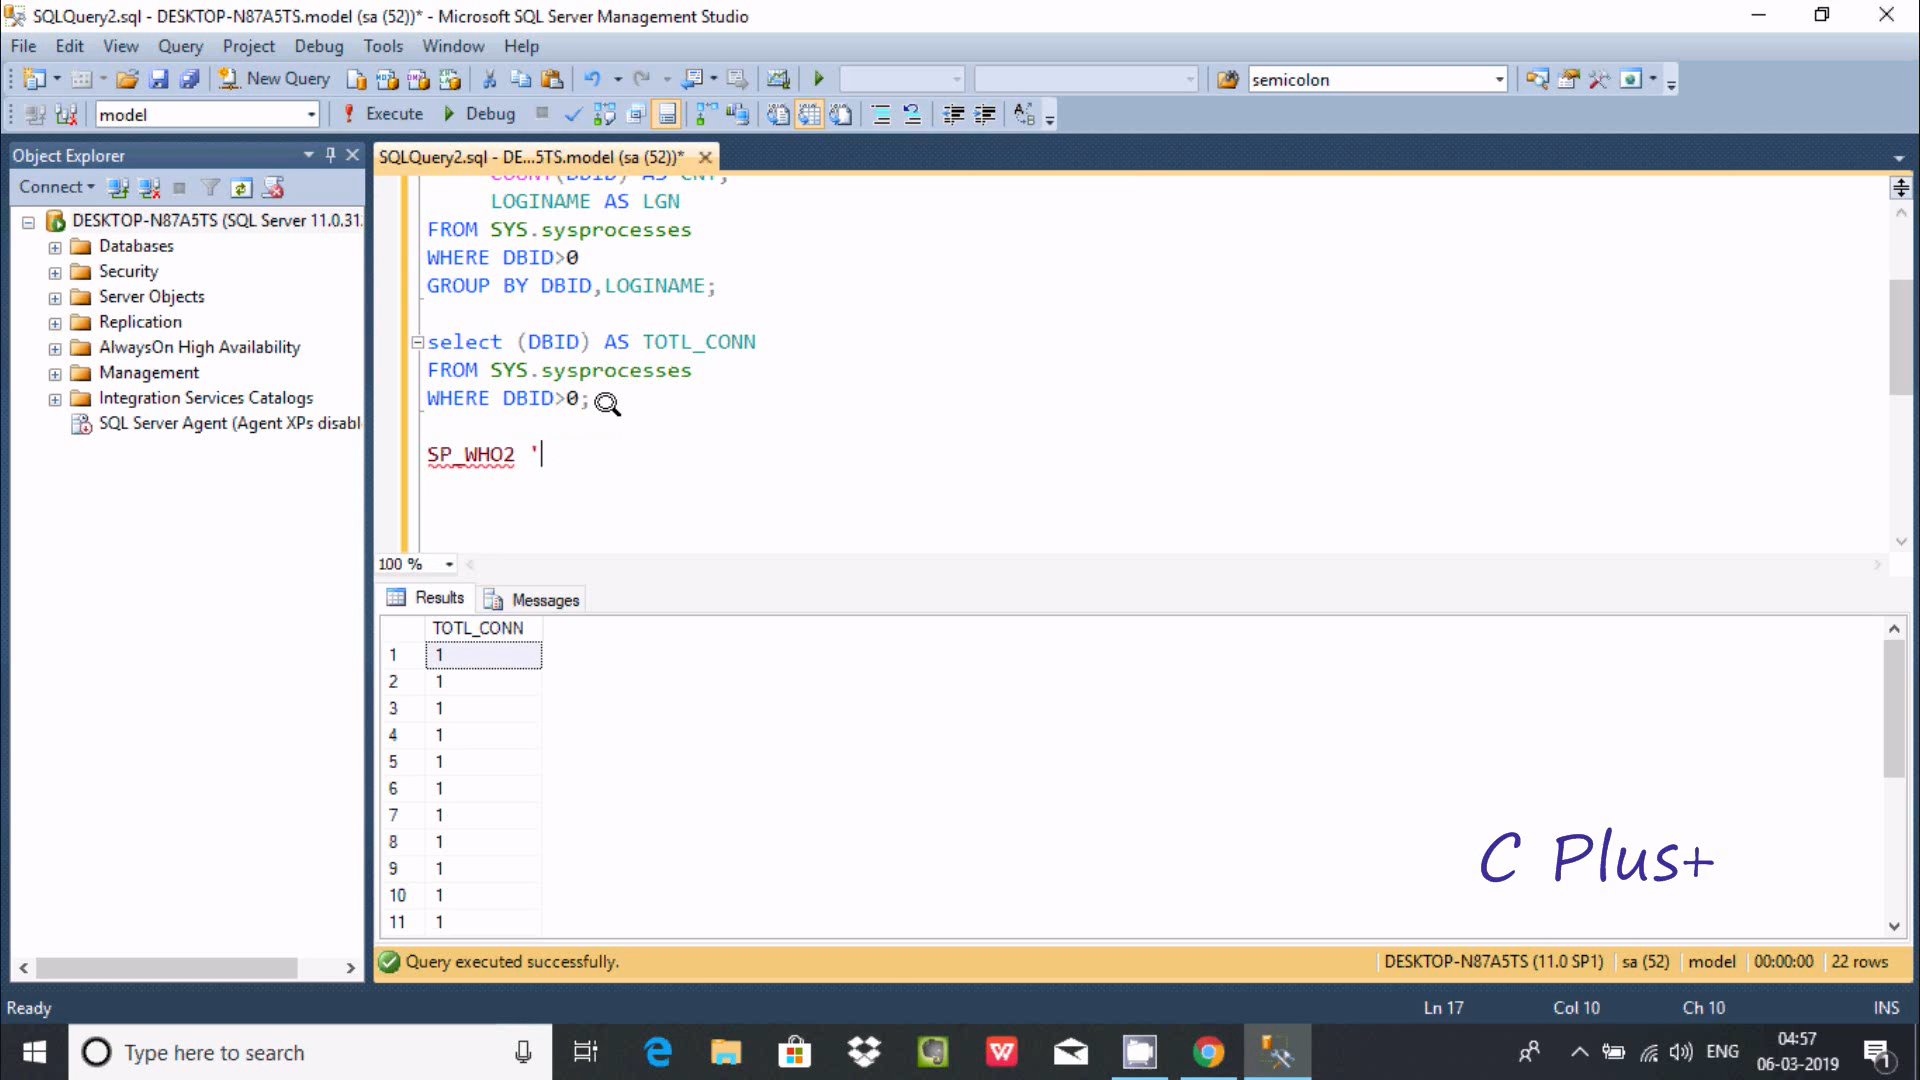 SQLQuery2.sql - DESKTOP-N87A5TS.model (sa (52))* - Microsoft SQL Server Management Studio
File Edit View Query Project Debug Tools Window Help
New Query semicolon
model Execute Debug
Object Explorer
SQLQuery2.sql - DE...5TS.model (sa (52))*
Connect
DESKTOP-N87A5TS (SQL Server 11.0.31
Databases
Security
Server Objects
Replication
AlwaysOn High Availability
Management
Integration Services Catalogs
SQL Server Agent (Agent XPs disabl
COUNT(DBID) AS CNT,
LOGINAME AS LGN
FROM SYS.sysprocesses
WHERE DBID>0
GROUP BY DBID,LOGINAME;
select (DBID) AS TOTL_CONN
FROM SYS.sysprocesses
WHERE DBID>0;
SP_WHO2 '
100 %
Results Messages
TOTL_CONN
1 1
2 1
3 1
4 1
5 1
6 1
7 1
8 1
9 1
10 1
11 1
C Plus+
Query executed successfully. DESKTOP-N87A5TS (11.0 SP1) sa (52) model 00:00:00 22 rows
Ready Ln 17 Col 10 Ch 10 INS
Type here to search
ENG
04:57
06-03-2019
1